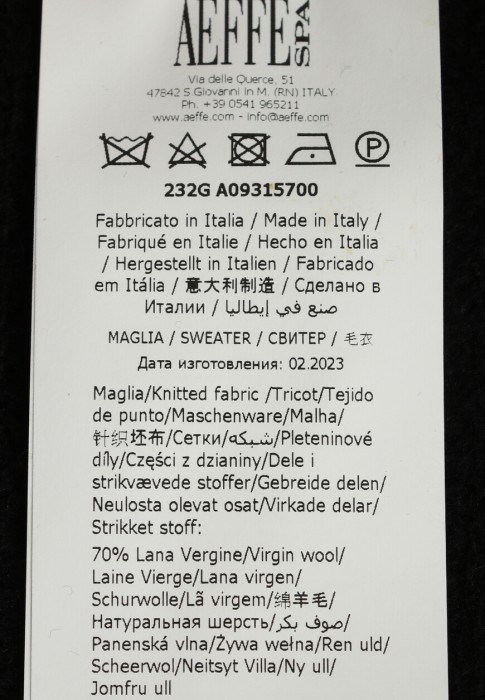 AEFFE SPA
Via delle Querce, 51
47842 S.Giovanni in M. (RN) ITALY
Ph. +39 0541 965211
www.aeffe.com - info@aeffe.com
P
232G A09315700
Fabbricato in Italia / Made in Italy /
Fabriqué en Italie / Hecho en Italia
/ Hergestellt in Italien / Fabricado
em Itália / 意大利制造 / Сделано в
Италии / صنع في إيطاليا
MAGLIA / SWEATER / СВИТЕР / 毛衣
Дата изготовления: 02.2023
Maglia/Knitted fabric /Tricot/Tejido
de punto/Maschenware/Malha/
针织坯布/Сетки/شبكه/Pleteninové
díly/Części z dzianiny/Dele i
strikvævede stoffer/Gebreide delen/
Neulosta olevat osat/Virkade delar/
Strikket stoff:
70% Lana Vergine/Virgin wool/
Laine Vierge/Lana virgen/
Schurwolle/Lã virgem/绵羊毛/
Натуральная шерсть/صوف بكر/
Panenská vlna/Żywa wełna/Ren uld/
Scheerwol/Neitsyt Villa/Ny ull/
Jomfru ull